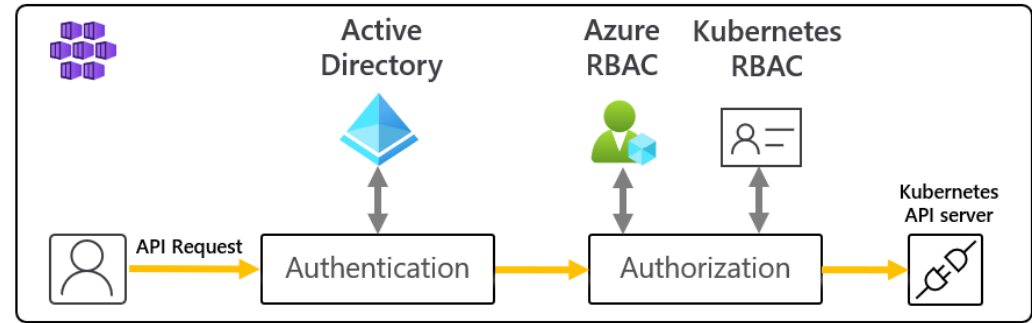 Active
Directory
Azure
RBAC
Kubernetes
RBAC
Kubernetes
API server
API Request
Authentication
Authorization